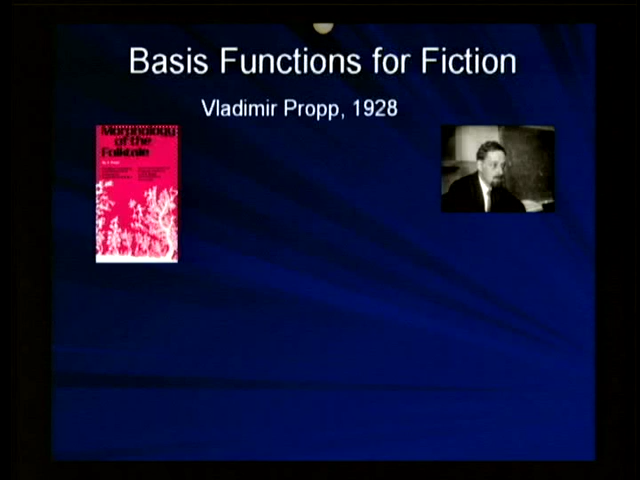 Basis Functions for Fiction
Vladimir Propp, 1928
Morphology
of the
Folktale